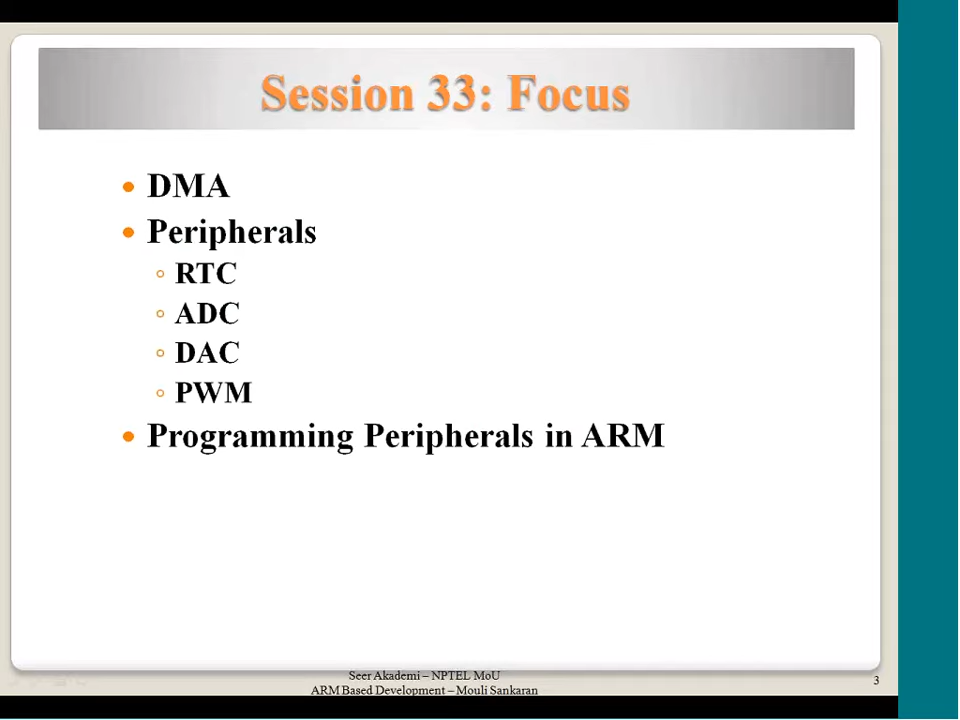 Session 33: Focus
DMA
Peripherals
RTC
ADC
DAC
PWM
Programming Peripherals in ARM
Seer Akademi – NPTEL MoU
ARM Based Development – Mouli Sankaran
3